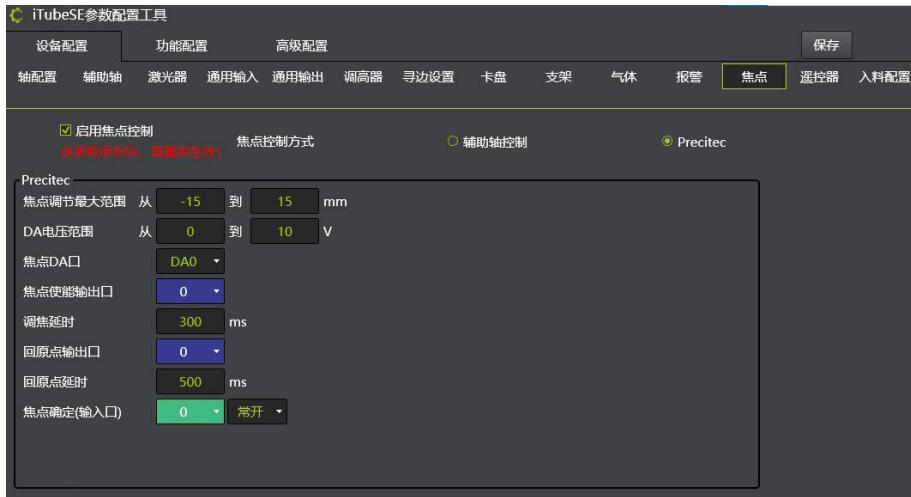 iTubeSE参数配置工具
设备配置 功能配置 高级配置 保存
轴配置 辅助轴 激光器 通用输入 通用输出 调高器 寻边设置 卡盘 支架 气体 报警 焦点 遥控器 入料配置
启用焦点控制 焦点控制方式 辅助轴控制 Precitec
该参数保存后，需重启生效!
Precitec
焦点调节最大范围 从 -15 到 15 mm
DA电压范围 从 0 到 10 V
焦点DA口 DA0
焦点使能输出口 0
调焦延时 300 ms
回原点输出口 0
回原点延时 500 ms
焦点确定(输入口) 0 常开